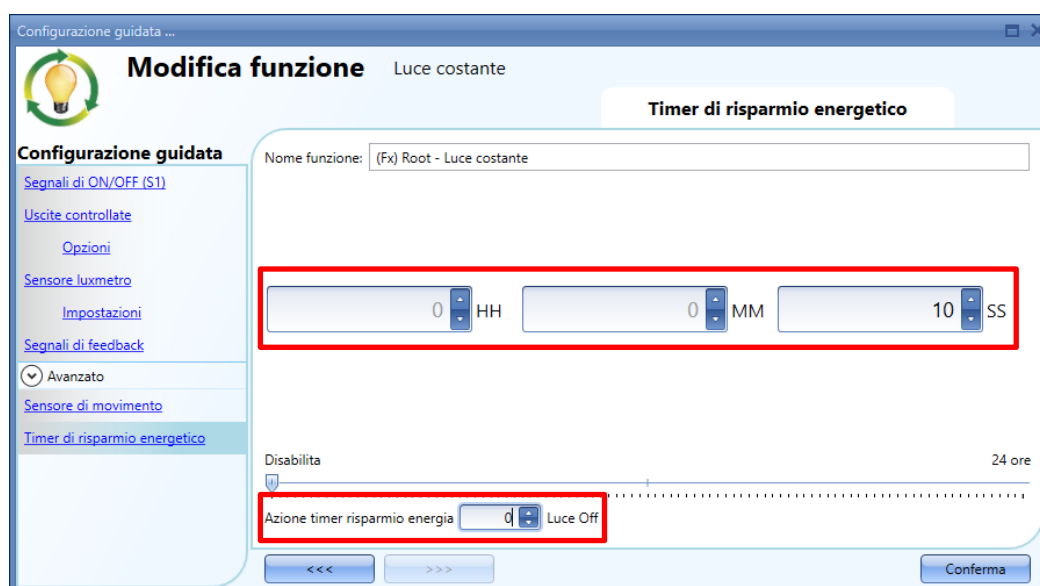 Configurazione guidata ...
Modifica funzione Luce costante
Timer di risparmio energetico
Configurazione guidata
Nome funzione: (Fx) Root - Luce costante
Segnali di ON/OFF (S1)
Uscite controllate
Opzioni
Sensore luxmetro
Impostazioni
Segnali di feedback
Avanzato
Sensore di movimento
Timer di risparmio energetico
0 HH 0 MM 10 SS
Disabilita 24 ore
Azione timer risparmio energia 0 Luce Off
<<< >>> Conferma